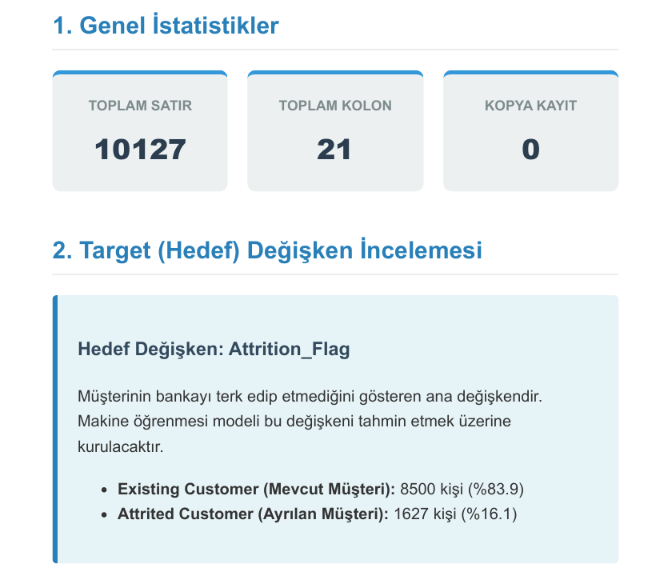 1. Genel İstatistikler
TOPLAM SATIR
10127
TOPLAM KOLON
21
KOPYA KAYIT
0
2. Target (Hedef) Değişken İncelemesi
Hedef Değişken: Attrition_Flag
Müşterinin bankayı terk edip etmediğini gösteren ana değişkendir.
Makine öğrenmesi modeli bu değişkeni tahmin etmek üzerine
kurulacaktır.
• Existing Customer (Mevcut Müşteri): 8500 kişi (%83.9)
• Attrited Customer (Ayrılan Müşteri): 1627 kişi (%16.1)